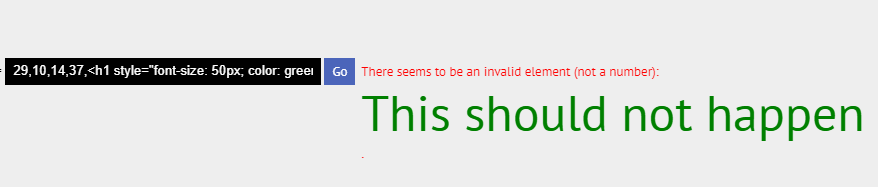 = 29,10,14,37,<h1 style="font-size: 50px; color: green Go There seems to be an invalid element (not a number):
This should not happen
.